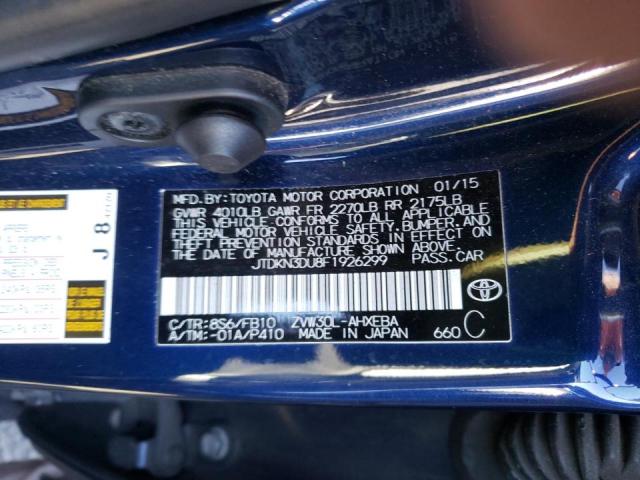 MFD. BY: TOYOTA MOTOR CORPORATION 01/15
GVWR 4010LB GAWR FR 2270LB RR 2175LB
THIS VEHICLE CONFORMS TO ALL APPLICABLE
FEDERAL MOTOR VEHICLE SAFETY, BUMPER, AND
THEFT PREVENTION STANDARDS IN EFFECT ON
THE DATE OF MANUFACTURE SHOWN ABOVE.
JTDKN3DU8F1926299 PASS.CAR
C/TR: 8S6/FB10 ZVW30L-AHXEBA
A/TM: -01A/P410 MADE IN JAPAN 660 C
J 8